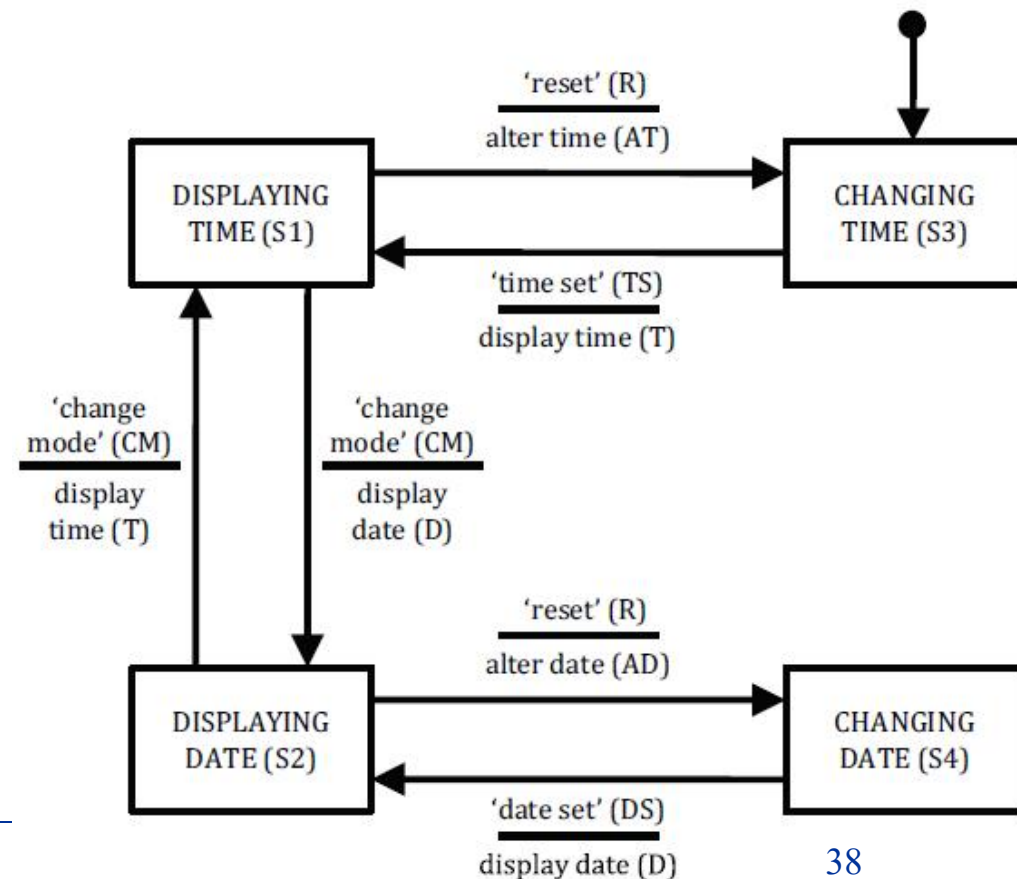 ‘reset’ (R)
alter time (AT)
DISPLAYING
TIME (S1)
CHANGING
TIME (S3)
‘time set’ (TS)
display time (T)
‘change
mode’ (CM)
display
time (T)
‘change
mode’ (CM)
display
date (D)
‘reset’ (R)
alter date (AD)
DISPLAYING
DATE (S2)
CHANGING
DATE (S4)
‘date set’ (DS)
display date (D)
38